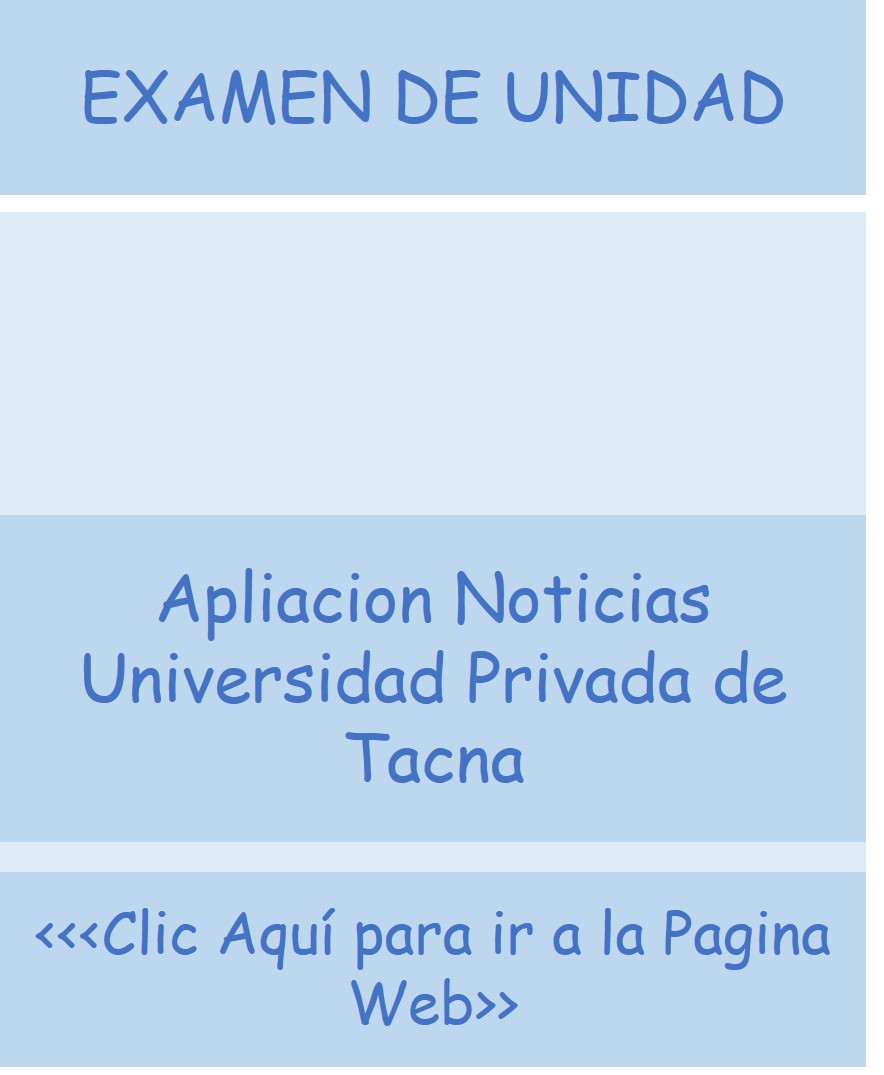 EXAMEN DE UNIDAD
Apliacion Noticias
Universidad Privada de
Tacna
<<<Clic Aquí para ir a la Pagina
Web>>